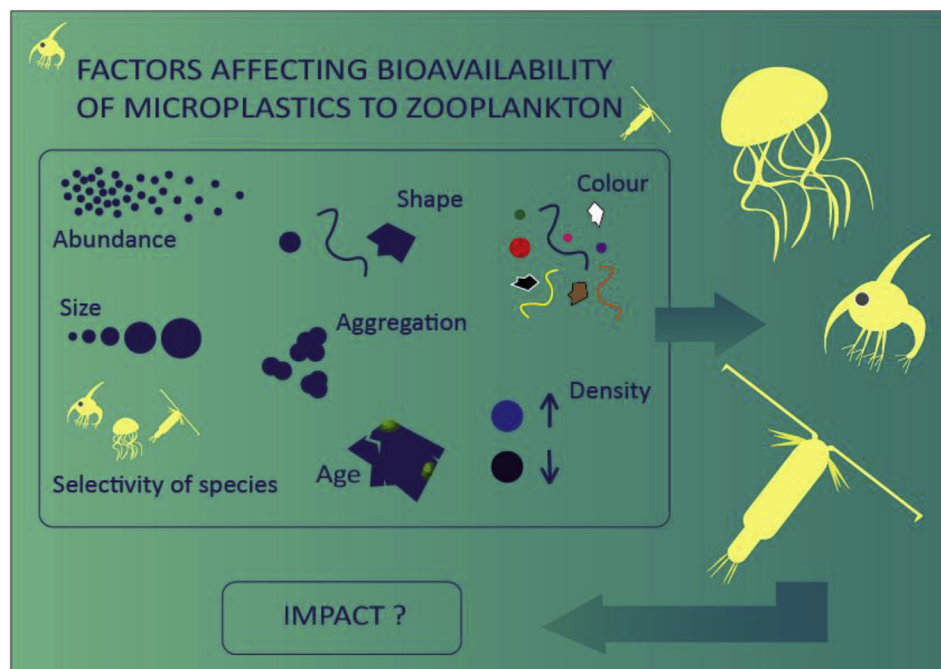 FACTORS AFFECTING BIOAVAILABILITY
OF MICROPLASTICS TO ZOOPLANKTON
Abundance
Shape
Colour
Size
Aggregation
Density
Selectivity of species
Age
IMPACT ?